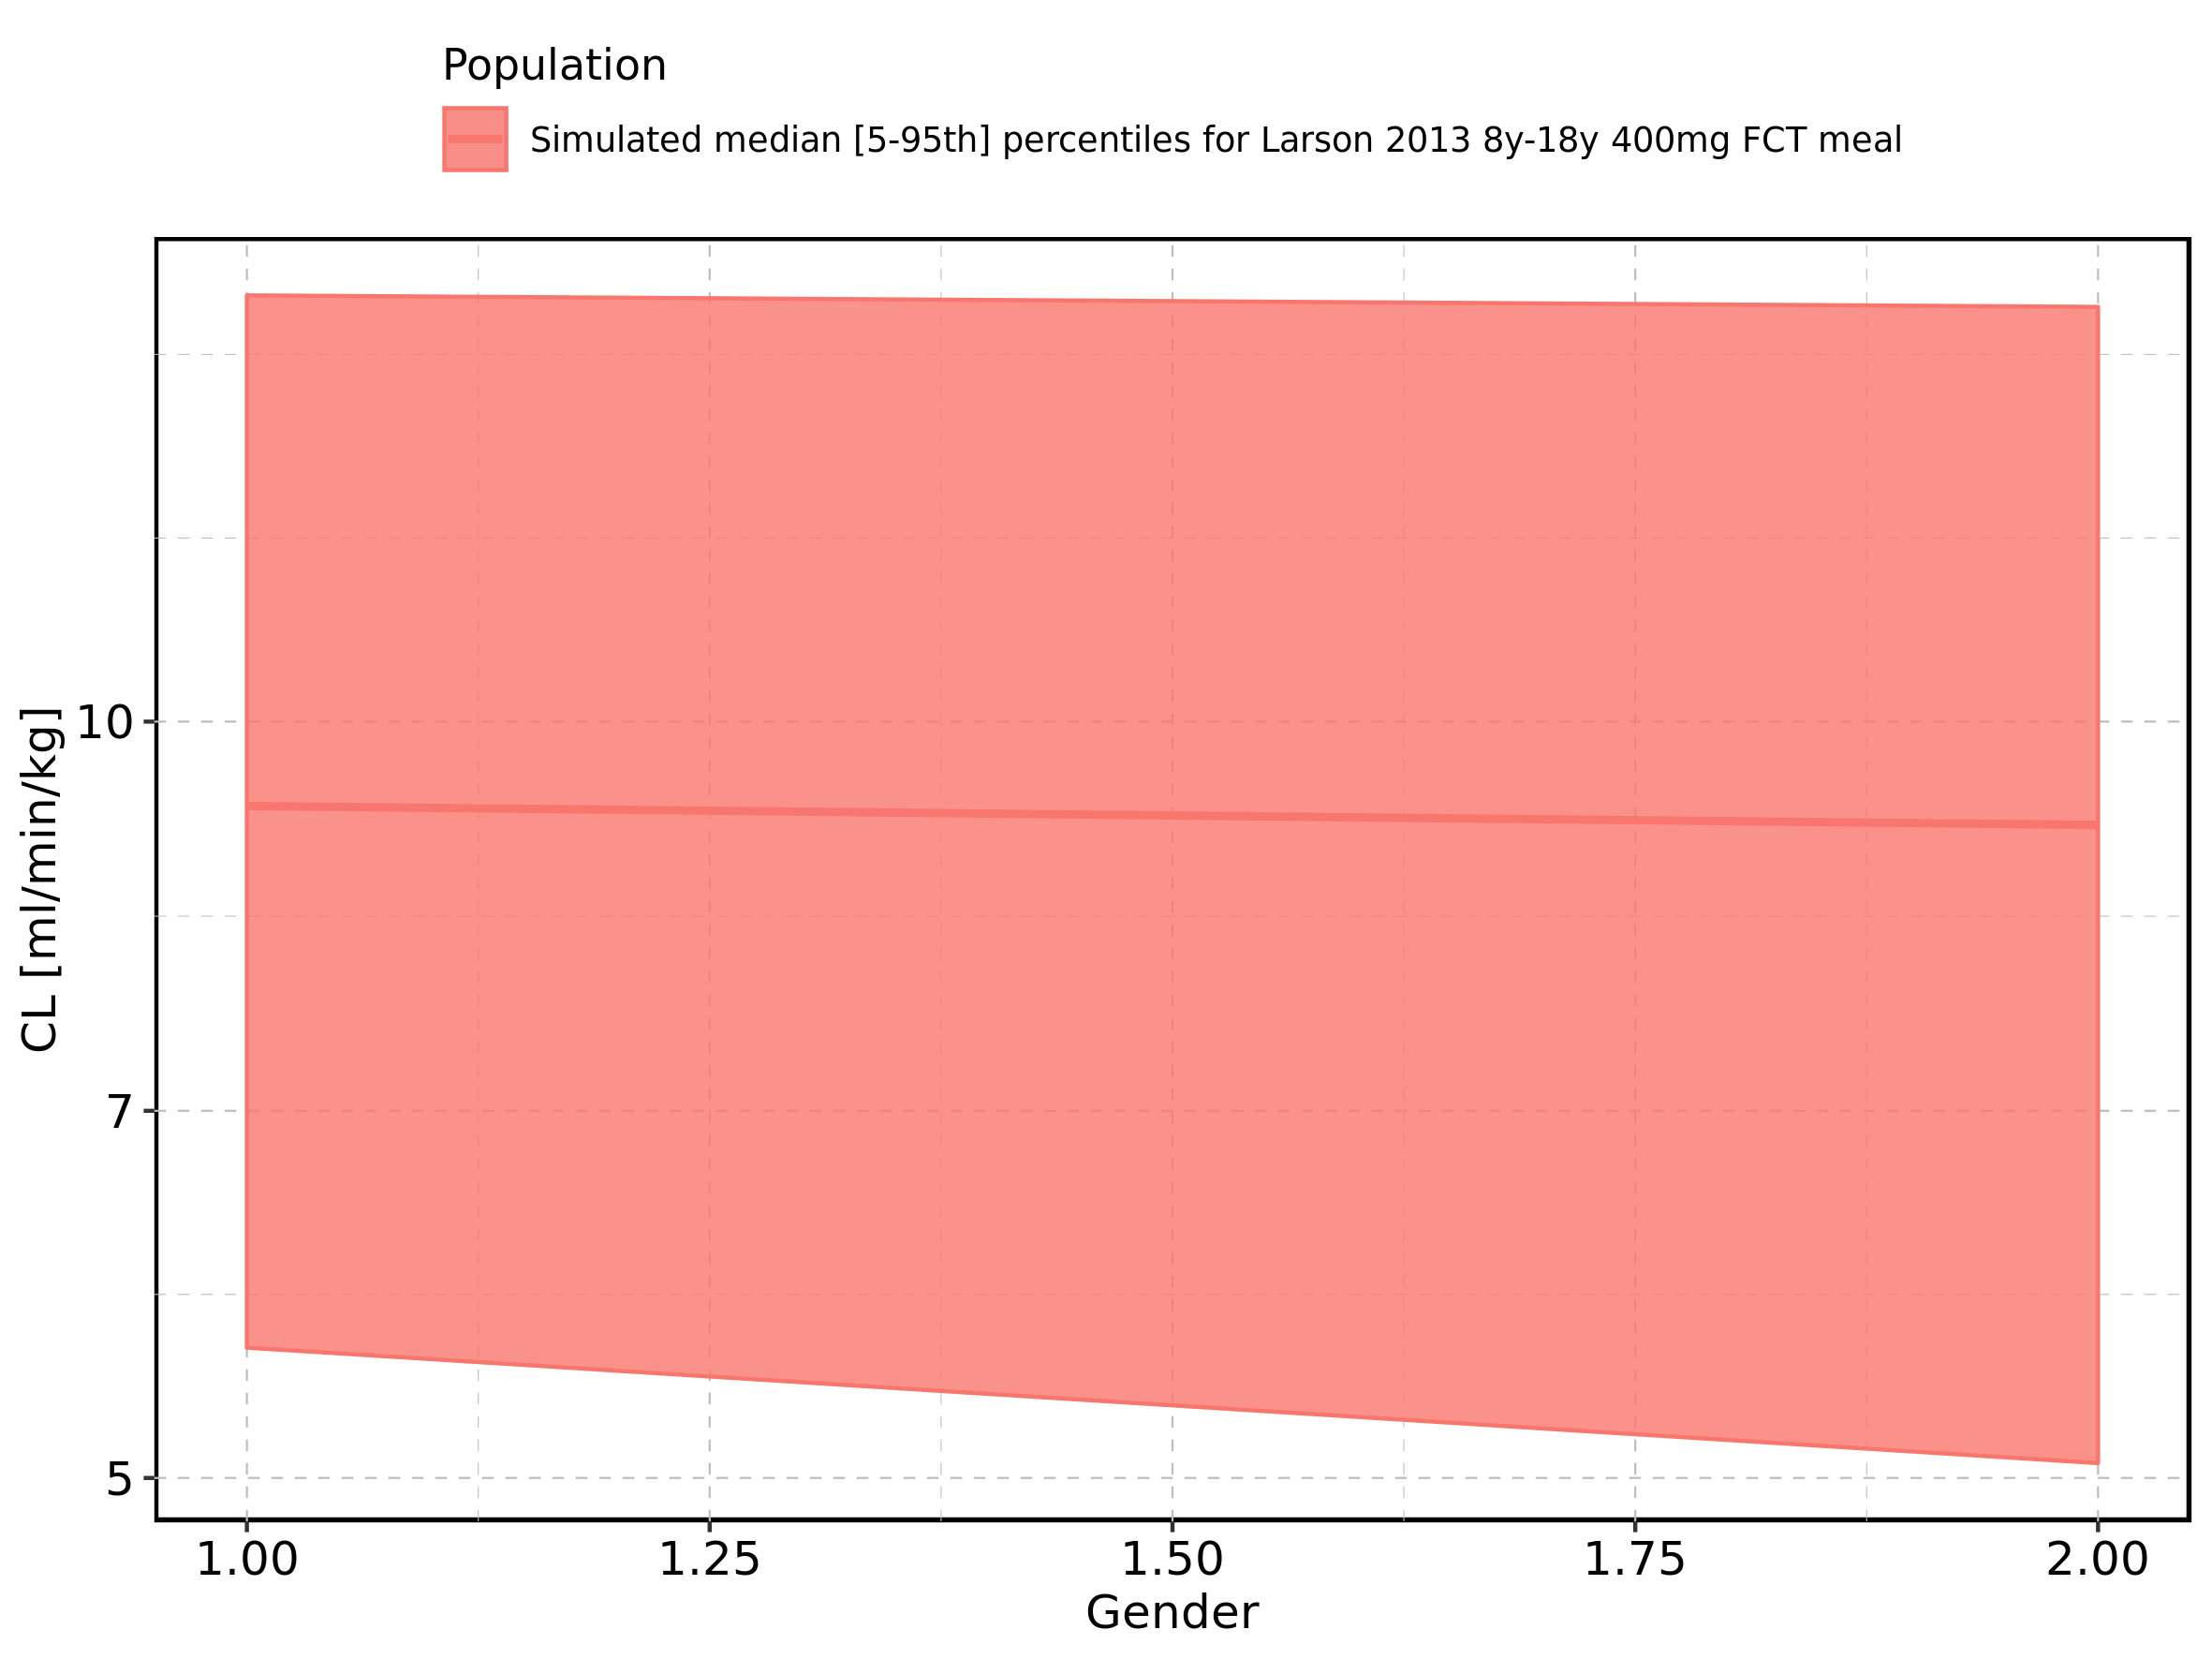 Population
Simulated median [5-95th] percentiles for Larson 2013 8y-18y 400mg FCT meal
CL [ml/min/kg]
10
7
5
1.00 1.25 1.50 1.75 2.00
Gender